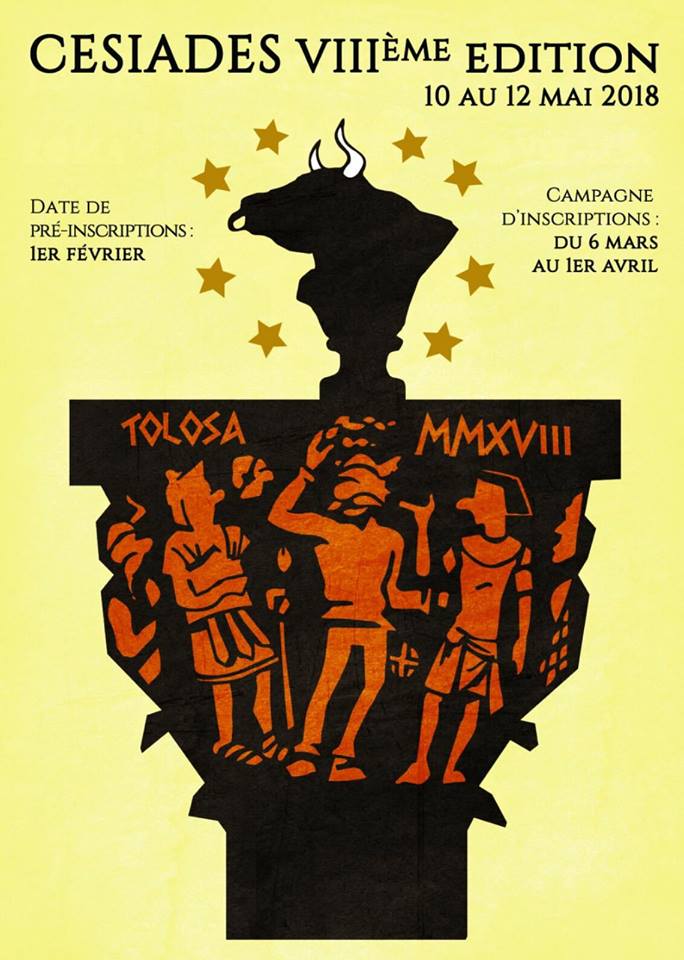 CESIADES VIIIÈME EDITION
10 AU 12 MAI 2018
DATE DE
PRÉ-INSCRIPTIONS :
1ER FÉVRIER
CAMPAGNE
D'INSCRIPTIONS :
DU 6 MARS
AU 1ER AVRIL
TOLOSA MMXVIII